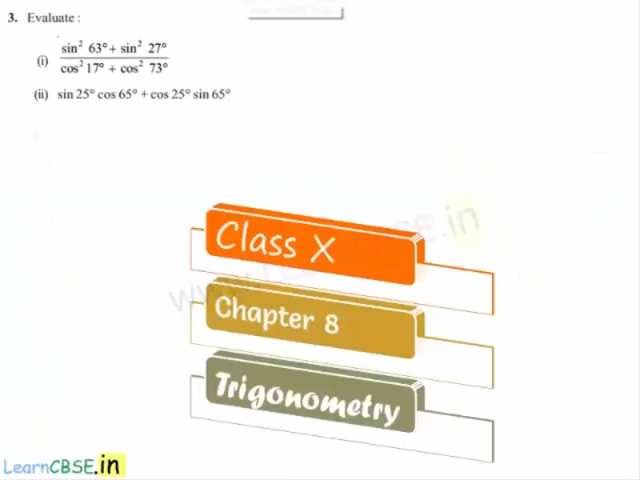 3. Evaluate :
(i) sin² 63° + sin² 27°
cos² 17° + cos² 73°
(ii) sin 25° cos 65° + cos 25° sin 65°
Class X
Chapter 8
Trigonometry
LearnCBSE.in